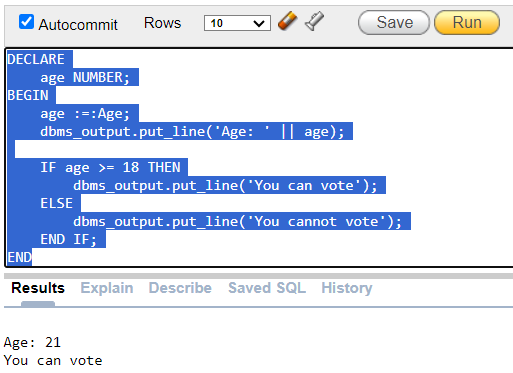 Autocommit Rows 10 Save Run
DECLARE
    age NUMBER;
BEGIN
    age :=:Age;
    dbms_output.put_line('Age: ' || age);

    IF age >= 18 THEN
        dbms_output.put_line('You can vote');
    ELSE
        dbms_output.put_line('You cannot vote');
    END IF;
END
Results Explain Describe Saved SQL History
Age: 21
You can vote